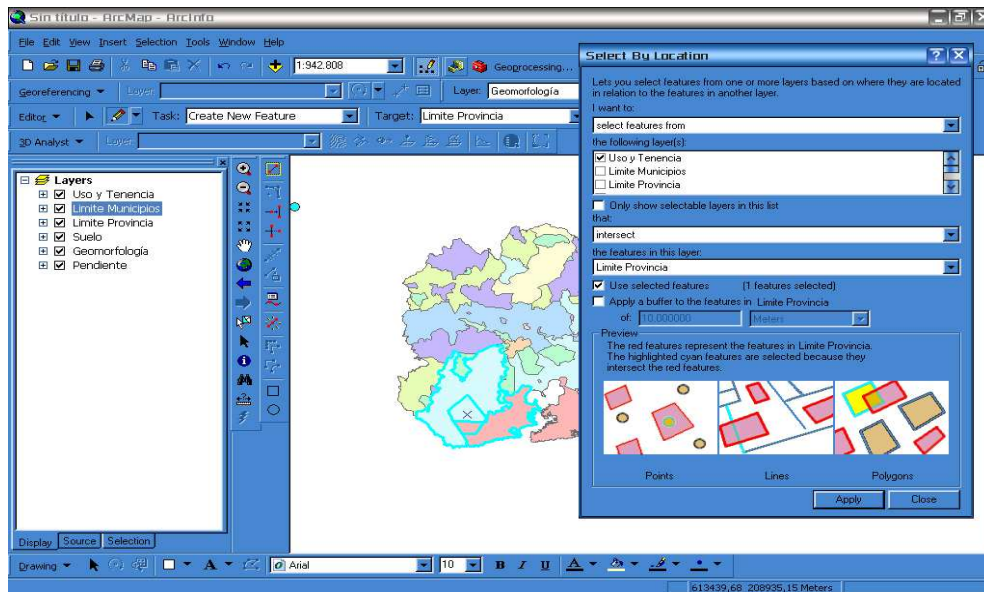 Sin título - ArcMap - ArcInfo
File Edit View Insert Selection Tools Window Help
1:942.808 Geoprocessing...
Georeferencing Layer: Layer: Geomorfología
Editor Task: Create New Feature Target: Limite Provincia
3D Analyst Layer:
Layers
Uso y Tenencia
Limite Municipios
Limite Provincia
Suelo
Geomorfología
Pendiente
Display Source Selection
Drawing A Arial 10 B I U A
613439,68 208935,15 Meters
Select By Location
Lets you select features from one or more layers based on where they are located
in relation to the features in another layer.
I want to:
select features from
the following layer(s):
Uso y Tenencia
Limite Municipios
Limite Provincia
Only show selectable layers in this list
that:
intersect
the features in this layer:
Limite Provincia
Use selected features (1 features selected)
Apply a buffer to the features in Limite Provincia
of: 10.000000 Meters
Preview
The red features represent the features in Limite Provincia.
The highlighted cyan features are selected because they
intersect the red features.
Points Lines Polygons
Apply Close